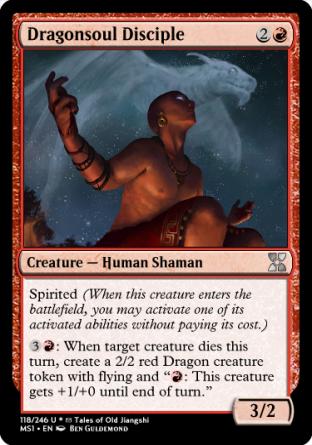 Dragonsoul Disciple 2
Creature — Human Shaman
Spirited (When this creature enters the
battlefield, you may activate one of its
activated abilities without paying its cost.)
3 : When target creature dies this
turn, create a 2/2 red Dragon creature
token with flying and “ : This creature
gets +1/+0 until end of turn.”
118/246 U * Tales of Old Jiangshi
MS1 • EN Ben Guldemond
3/2